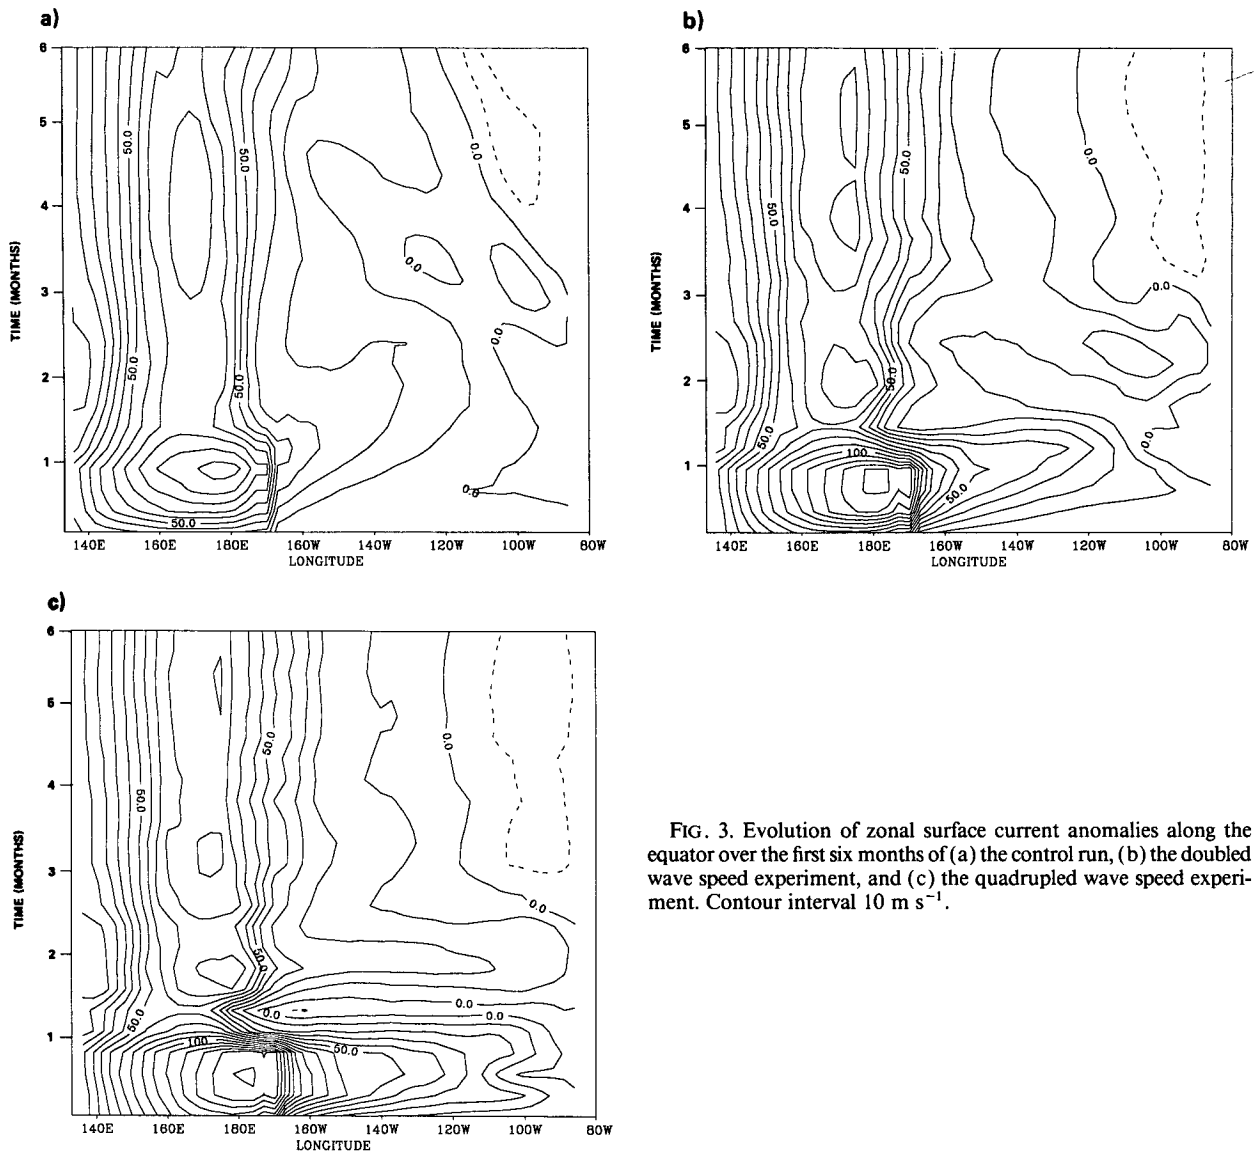 a)
6
5
4
3
2
1
TIME (MONTHS)
50.0
50.0
0.0
0.0
0.0
50.0
50.0
0.0
50.0
140E 160E 180E 160W 140W 120W 100W 80W
LONGITUDE
b)
6
5
4
3
2
1
TIME (MONTHS)
50.0
0.0
50.0
0.0
50.0
50.0
0.0
100
50.0
140E 160E 180E 160W 140W 120W 100W 80W
LONGITUDE
c)
6
5
4
3
2
1
TIME (MONTHS)
50.0
0.0
50.0
0.0
50.0
0.0
0.0
0.0
50.0
100
50.0
140E 160E 180E 160W 140W 120W 100W 80W
LONGITUDE
FIG. 3. Evolution of zonal surface current anomalies along the
equator over the first six months of (a) the control run, (b) the doubled
wave speed experiment, and (c) the quadrupled wave speed experi-
ment. Contour interval 10 m s⁻¹.